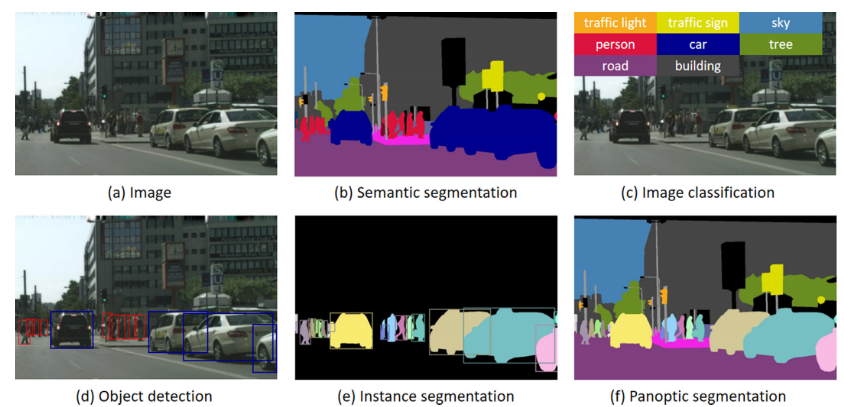 traffic light traffic sign sky
person car tree
road building
(a) Image (b) Semantic segmentation (c) Image classification
(d) Object detection (e) Instance segmentation (f) Panoptic segmentation